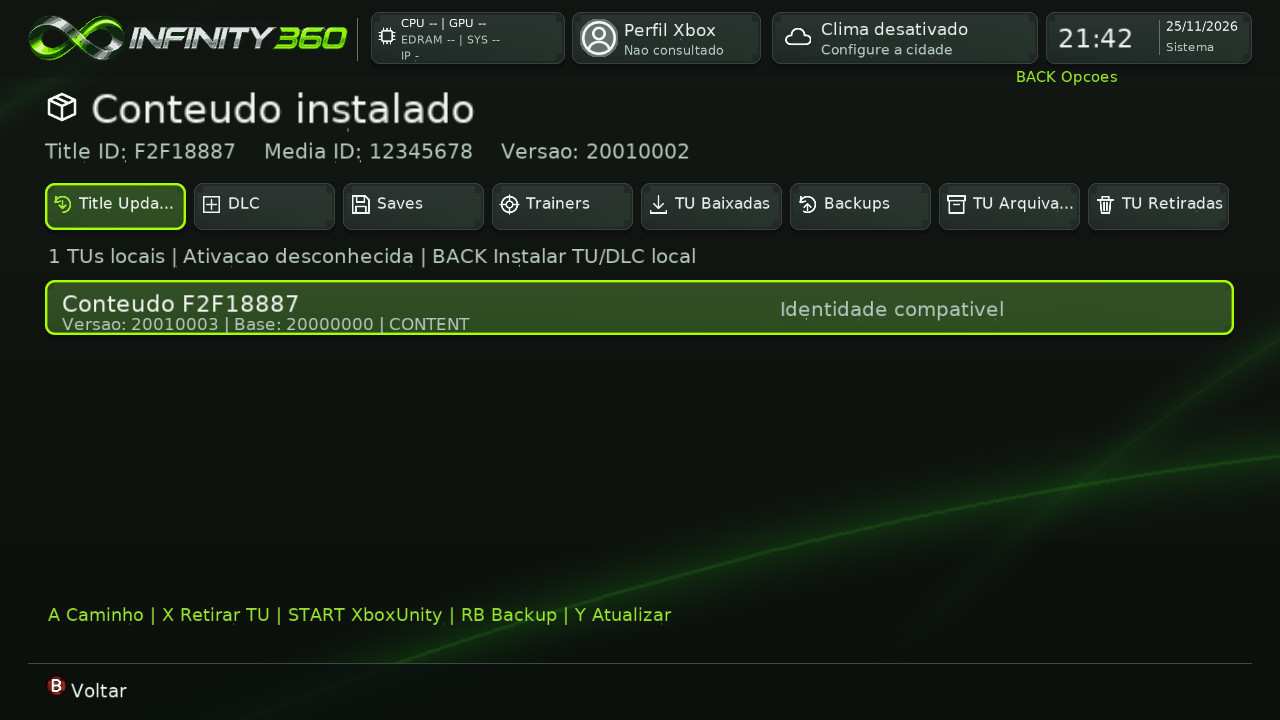 INFINITY 360
CPU -- | GPU --
EDRAM -- | SYS --
IP -
Perfil Xbox
Nao consultado
Clima desativado
Configure a cidade
21:42
25/11/2026
Sistema
BACK Opcoes
Conteudo instalado
Title ID: F2F18887 Media ID: 12345678 Versao: 20010002
Title Upda...
DLC
Saves
Trainers
TU Baixadas
Backups
TU Arquiva...
TU Retiradas
1 TUs locais | Ativacao desconhecida | BACK Instalar TU/DLC local
Conteudo F2F18887
Versao: 20010003 | Base: 20000000 | CONTENT
Identidade compativel
A Caminho | X Retirar TU | START XboxUnity | RB Backup | Y Atualizar
B Voltar